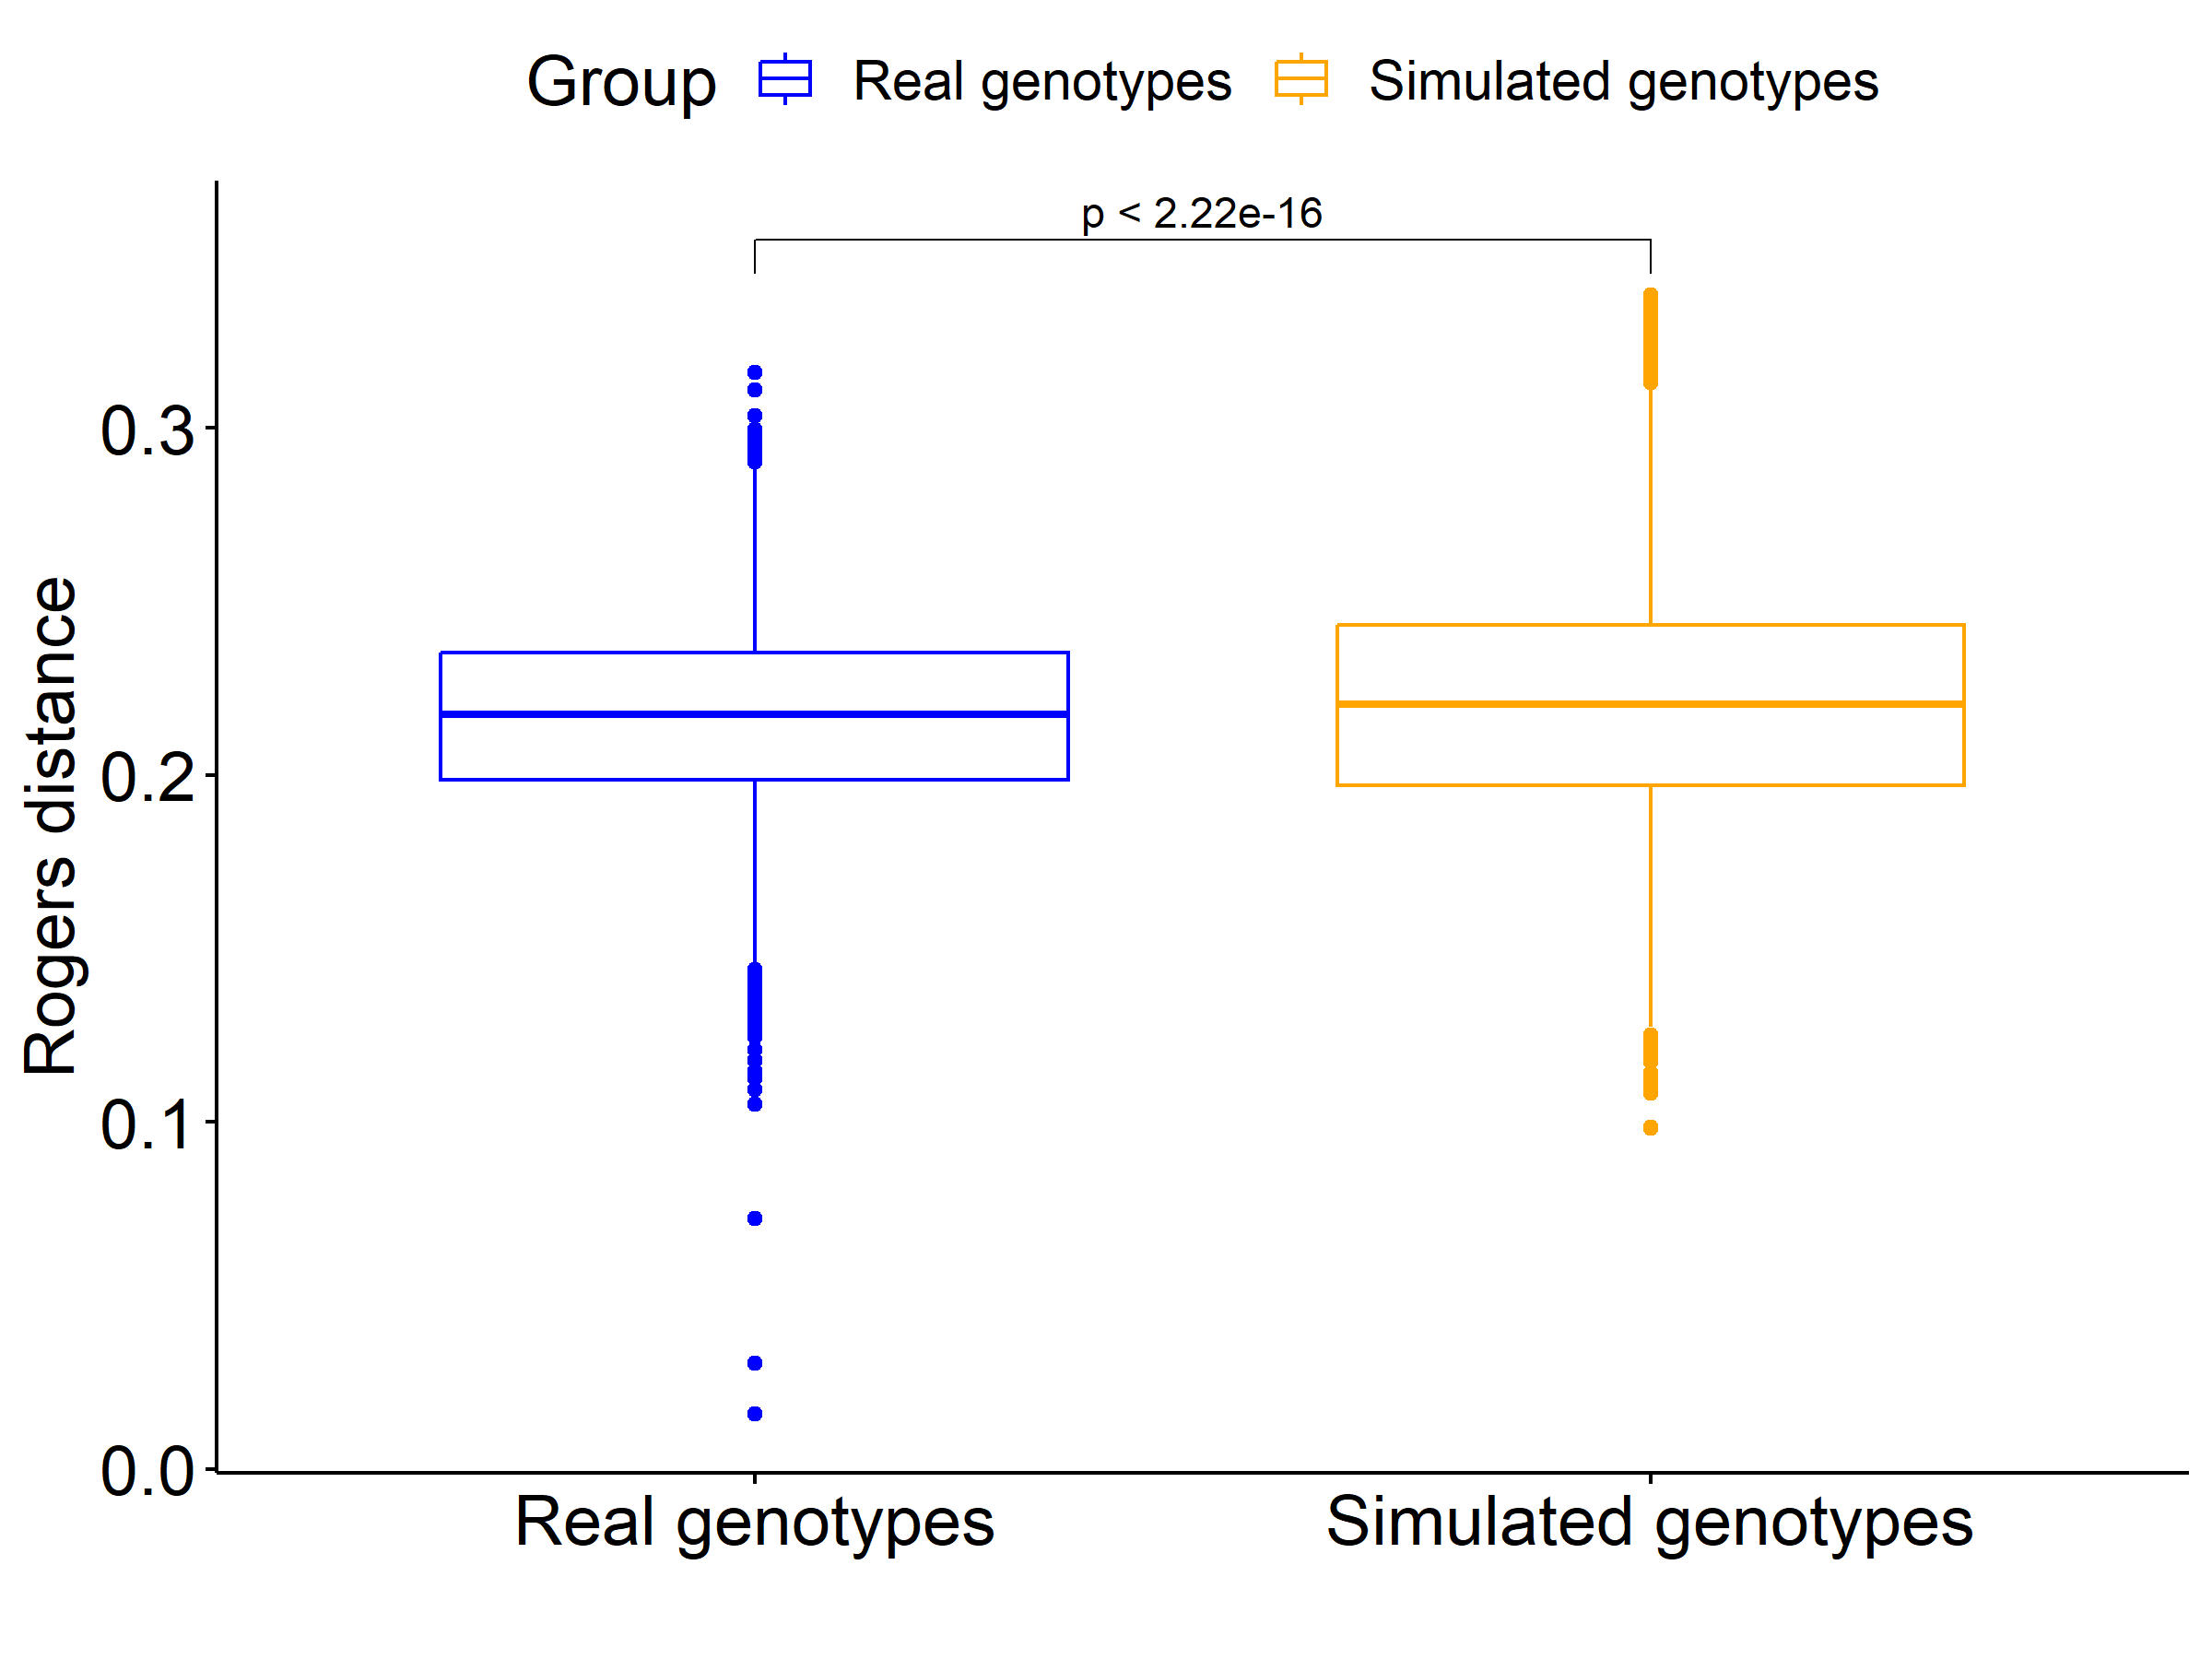 Group Real genotypes Simulated genotypes
p < 2.22e-16
0.3
0.2
0.1
0.0
Rogers distance
Real genotypes Simulated genotypes